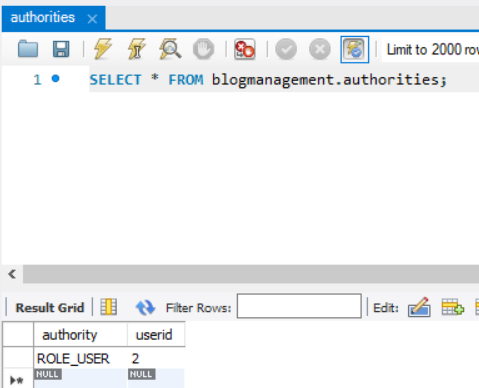 authorities
Limit to 2000
1 SELECT * FROM blogmanagement.authorities;
Result Grid Filter Rows: Edit:
authority userid
ROLE_USER 2
NULL NULL